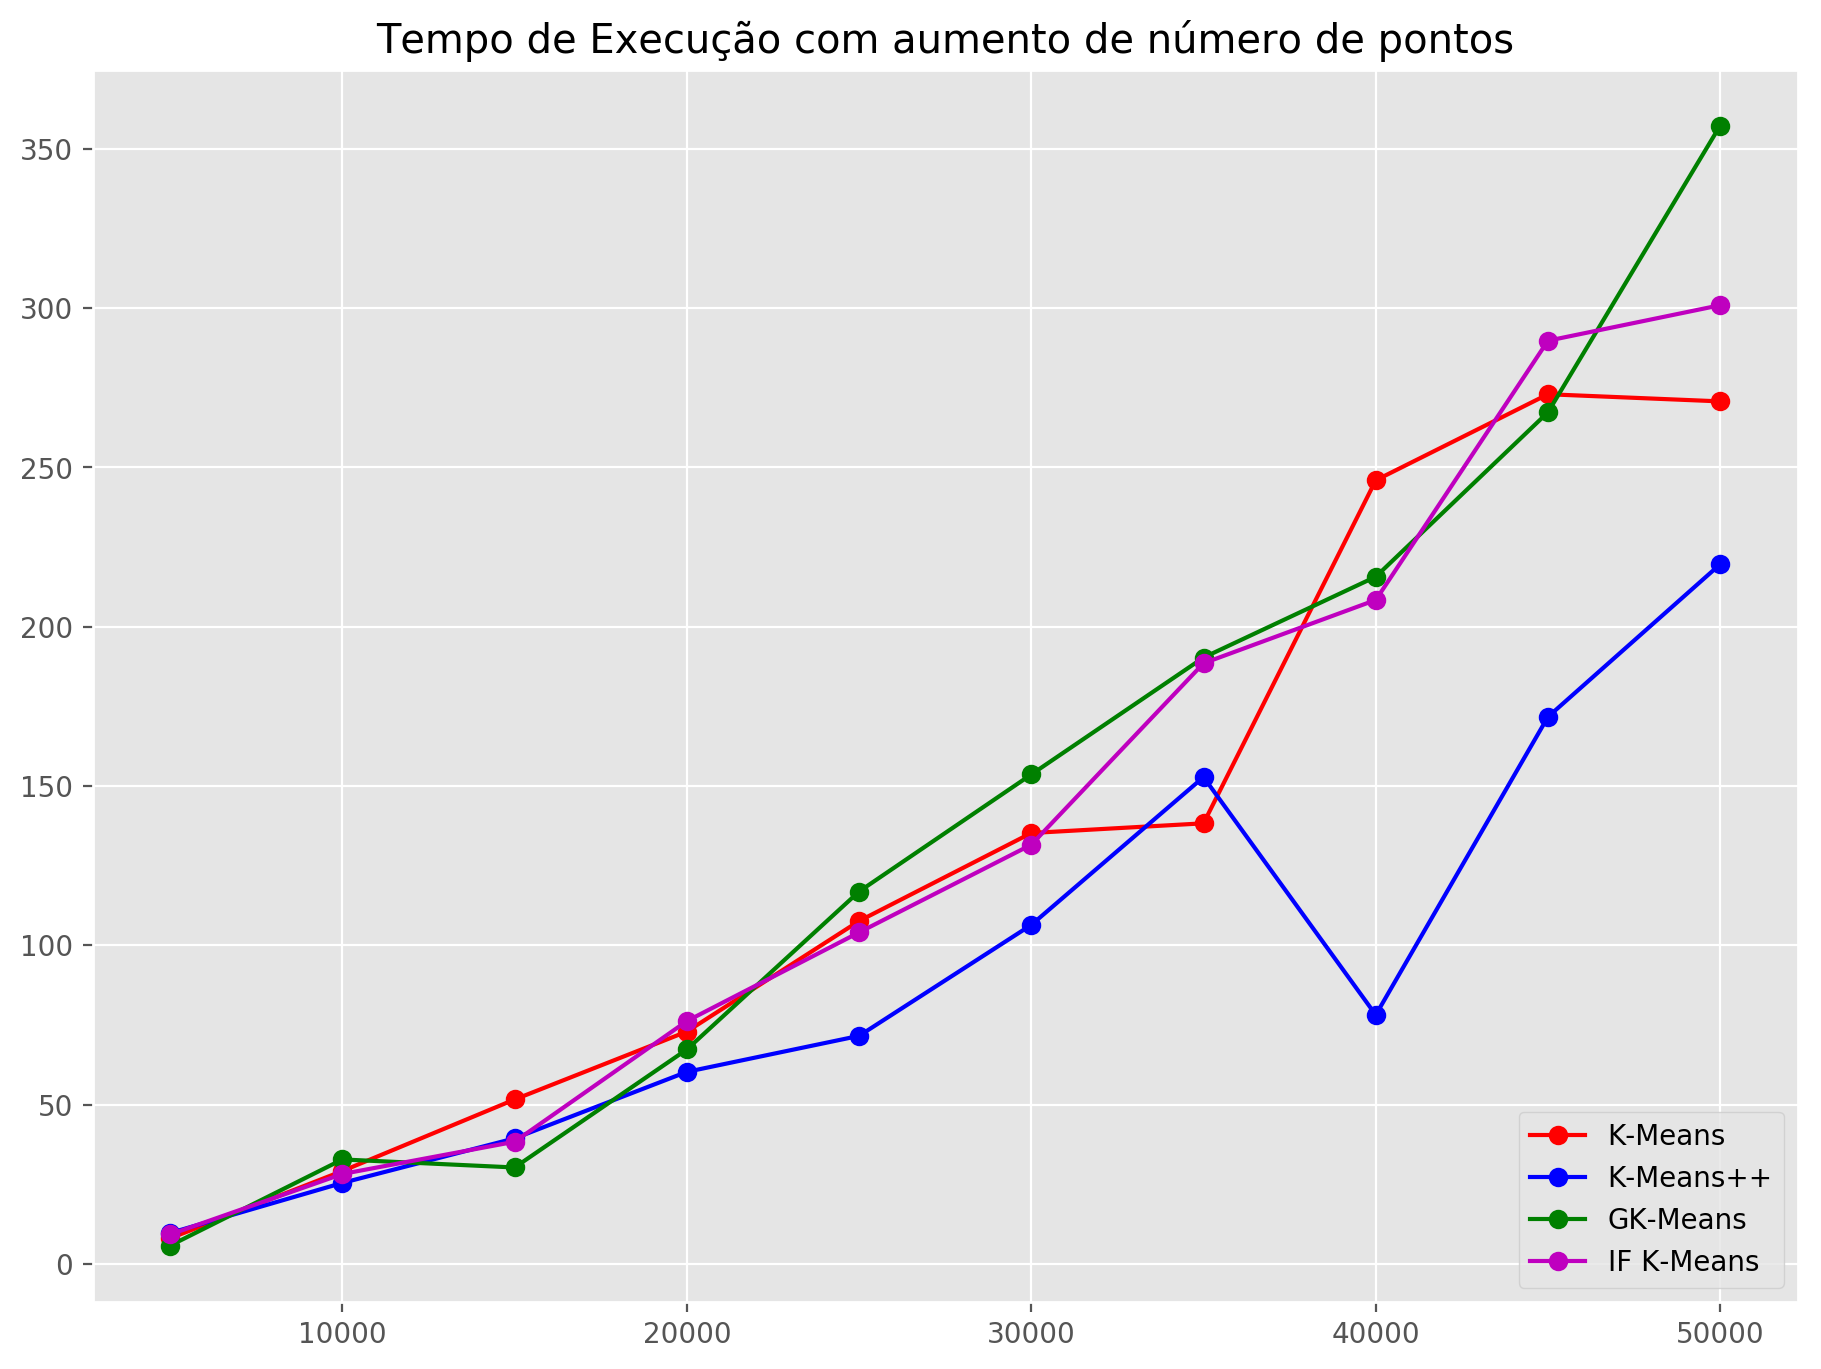 Tempo de Execução com aumento de número de pontos
350
300
250
200
150
100
50
0
10000 20000 30000 40000 50000
K-Means
K-Means++
GK-Means
IF K-Means